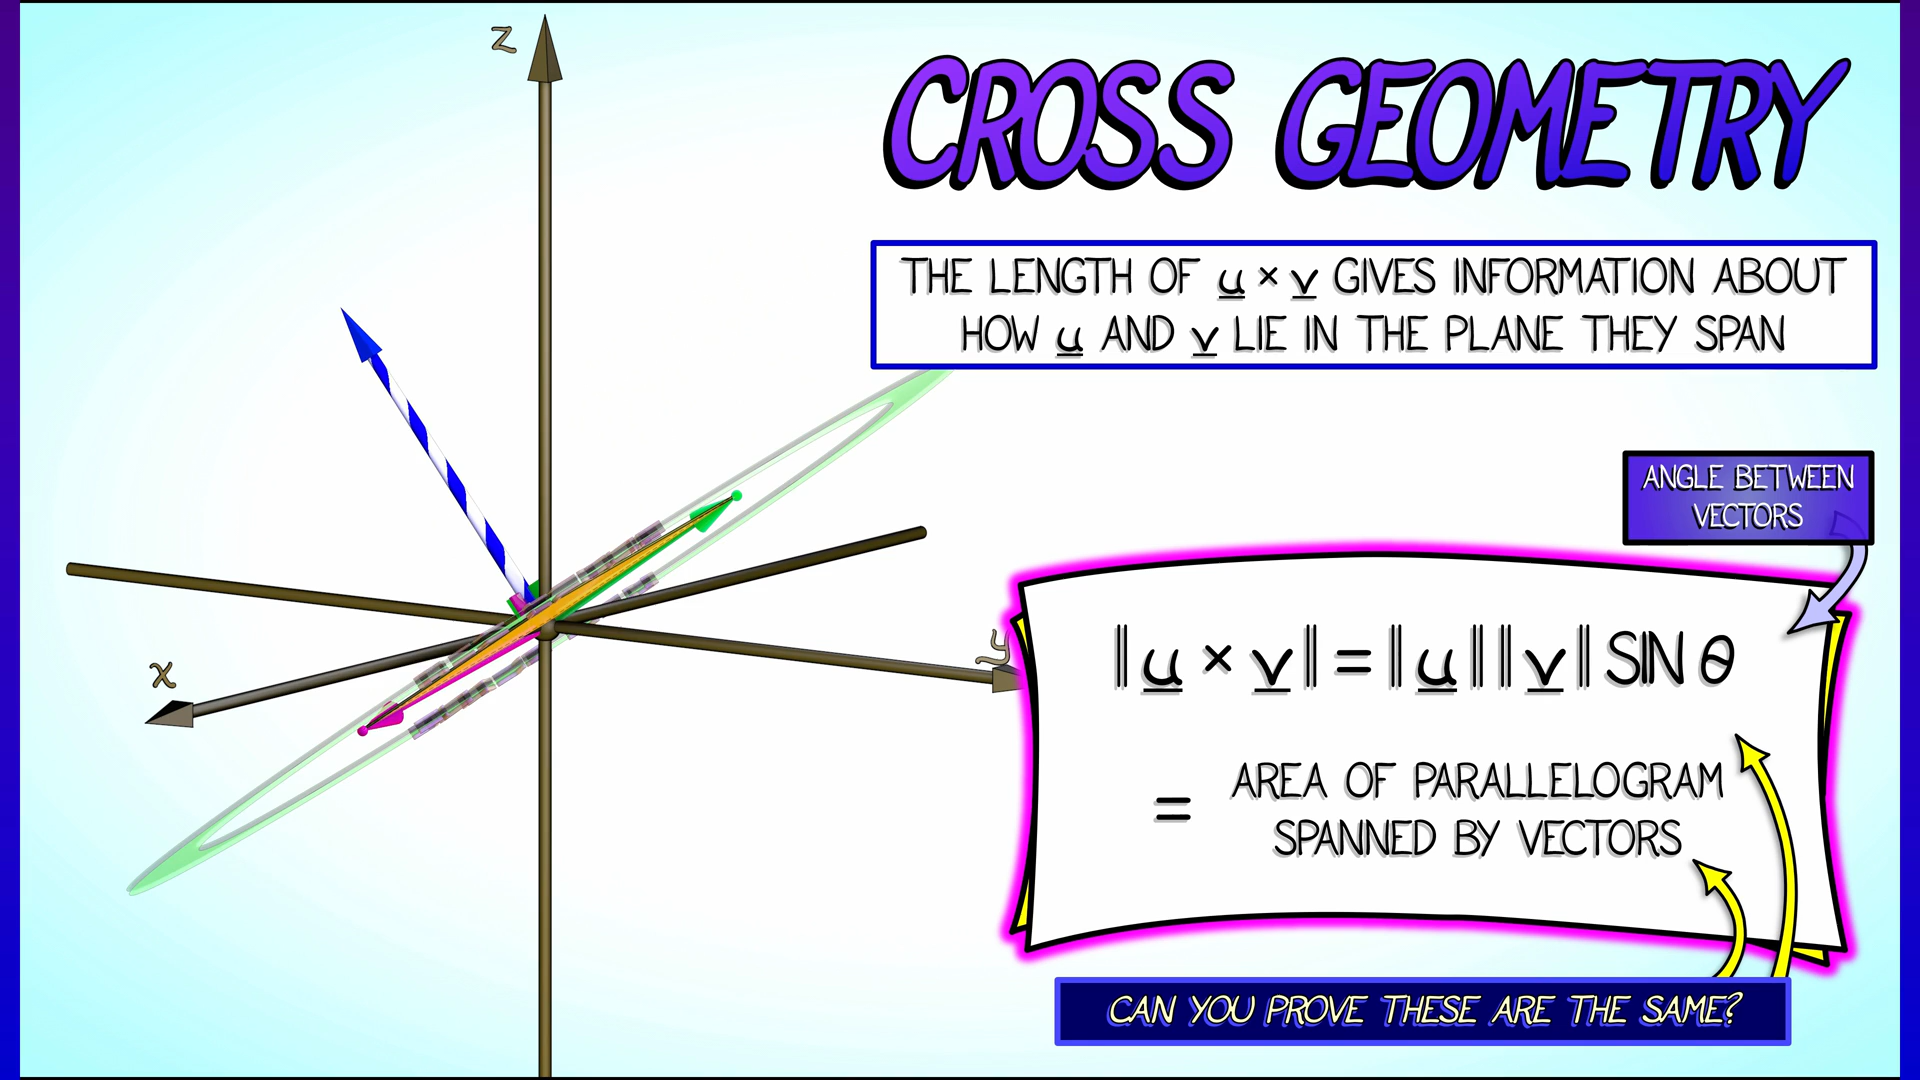 CROSS GEOMETRY
THE LENGTH OF u × v GIVES INFORMATION ABOUT
HOW u AND v LIE IN THE PLANE THEY SPAN
z
x
y
ANGLE BETWEEN
VECTORS
‖u × v‖ = ‖u‖‖v‖ SIN θ
= AREA OF PARALLELOGRAM
SPANNED BY VECTORS
CAN YOU PROVE THESE ARE THE SAME?